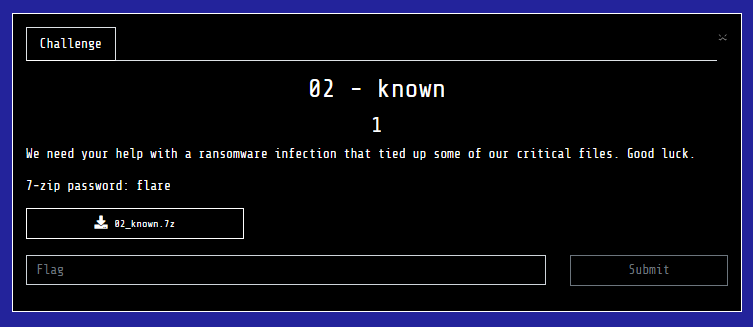 Challenge
×
02 - known
1
We need your help with a ransomware infection that tied up some of our critical files. Good luck.
7-zip password: flare
02_known.7z
Flag
Submit